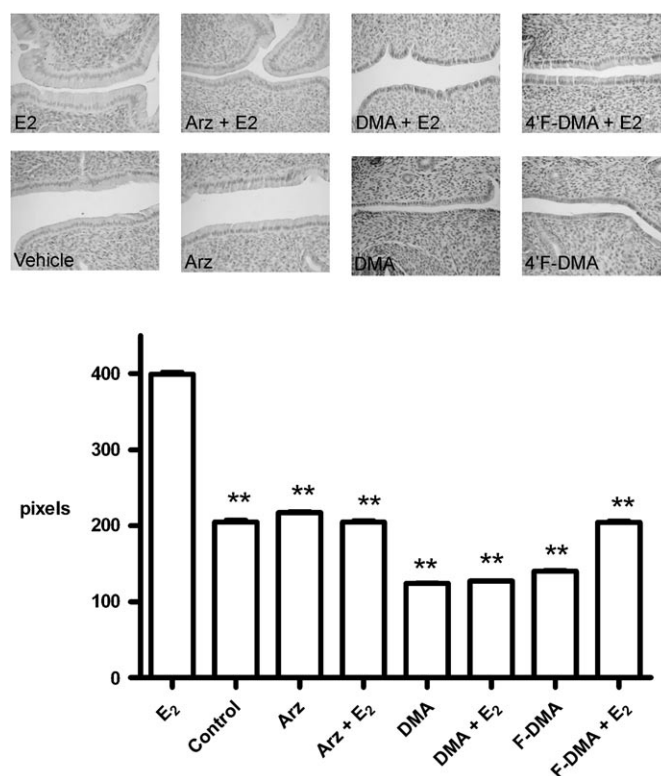 E2
Arz + E2
DMA + E2
4'F-DMA + E2
Vehicle
Arz
DMA
4'F-DMA
400
300
pixels
200
100
0
**
**
**
**
**
**
**
E₂
Control
Arz
Arz + E₂
DMA
DMA + E₂
F-DMA
F-DMA + E₂